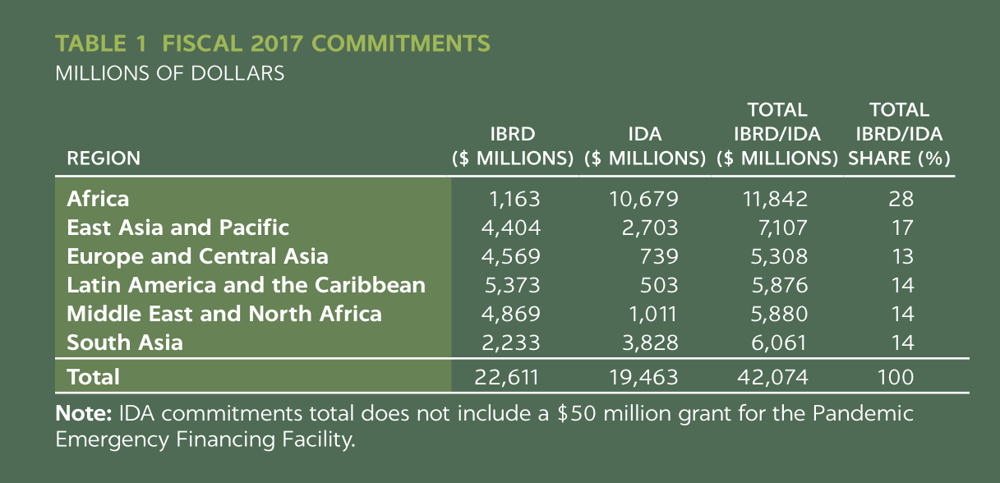 TABLE 1 FISCAL 2017 COMMITMENTS
MILLIONS OF DOLLARS
REGION IBRD ($ MILLIONS) IDA ($ MILLIONS) TOTAL IBRD/IDA ($ MILLIONS) TOTAL IBRD/IDA SHARE (%)
Africa 1,163 10,679 11,842 28
East Asia and Pacific 4,404 2,703 7,107 17
Europe and Central Asia 4,569 739 5,308 13
Latin America and the Caribbean 5,373 503 5,876 14
Middle East and North Africa 4,869 1,011 5,880 14
South Asia 2,233 3,828 6,061 14
Total 22,611 19,463 42,074 100
Note: IDA commitments total does not include a $50 million grant for the Pandemic
Emergency Financing Facility.